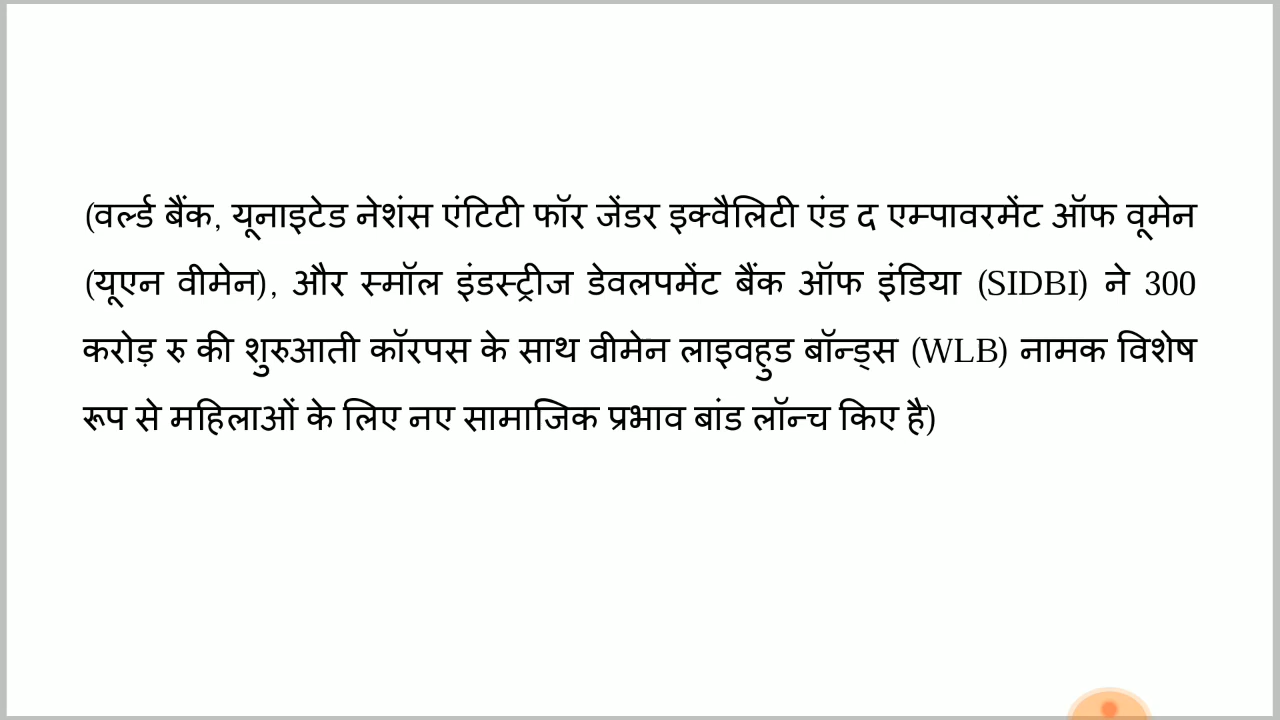 (वर्ल्ड बैंक, यूनाइटेड नेशंस एंटिटी फॉर जेंडर इक्वैलिटी एंड द एम्पावरमेंट ऑफ वूमेन
(यूएन वीमेन), और स्मॉल इंडस्ट्रीज डेवलपमेंट बैंक ऑफ इंडिया (SIDBI) ने 300
करोड़ रु की शुरुआती कॉरपस के साथ वीमेन लाइवहुड बॉन्ड्स (WLB) नामक विशेष
रूप से महिलाओं के लिए नए सामाजिक प्रभाव बांड लॉन्च किए है)